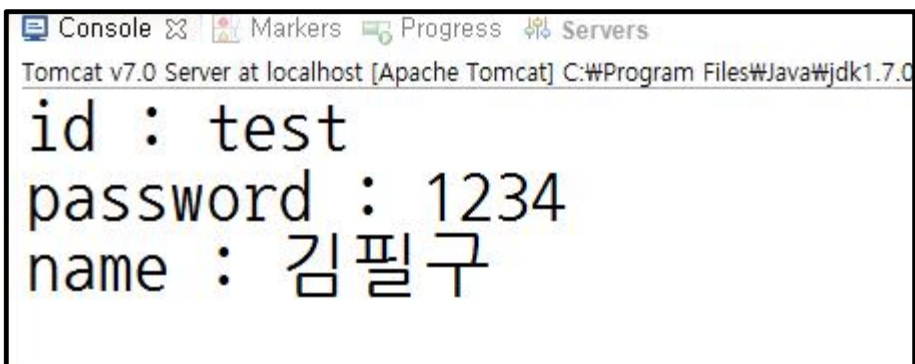 Console Markers Progress Servers
Tomcat v7.0 Server at localhost [Apache Tomcat] C:₩Program Files₩Java₩jdk1.7.0
id : test
password : 1234
name : 김필구